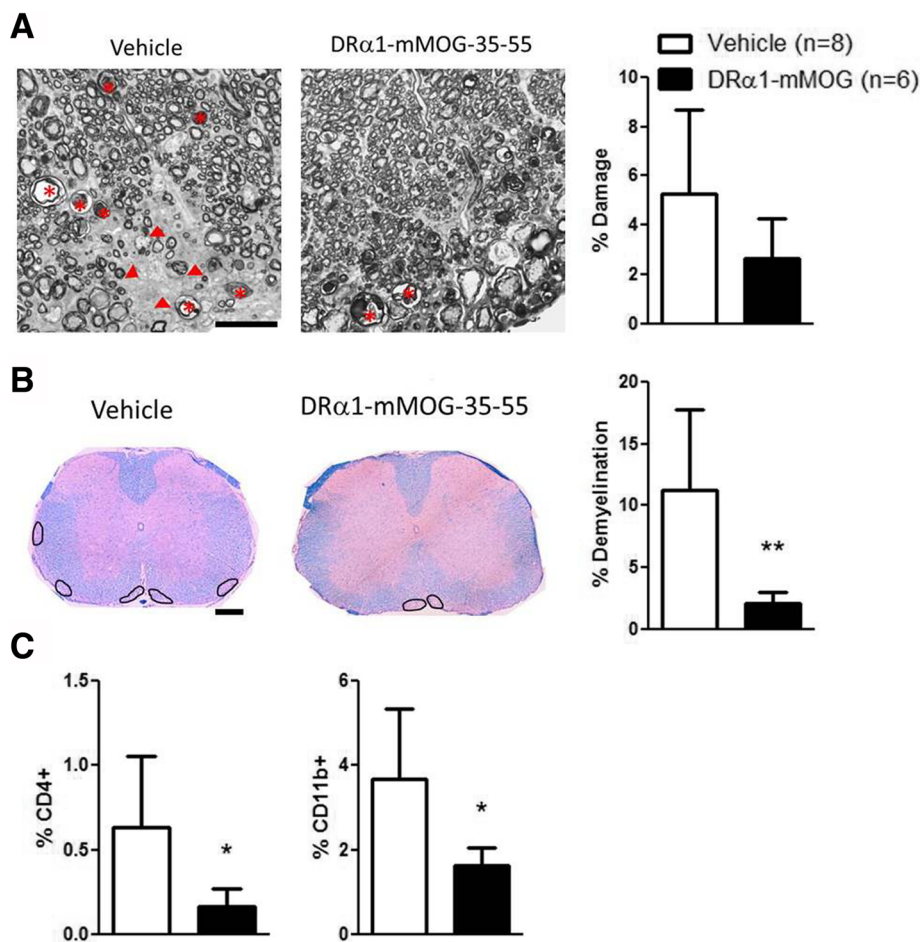 A
Vehicle
DRα1-mMOG-35-55
Vehicle (n=8)
DRα1-mMOG (n=6)
% Damage
10
8
6
4
2
0
B
Vehicle
DRα1-mMOG-35-55
% Demyelination
20
15
10
5
0
**
C
% CD4+
1.5
1.0
0.5
0.0
*
% CD11b+
6
4
2
0
*